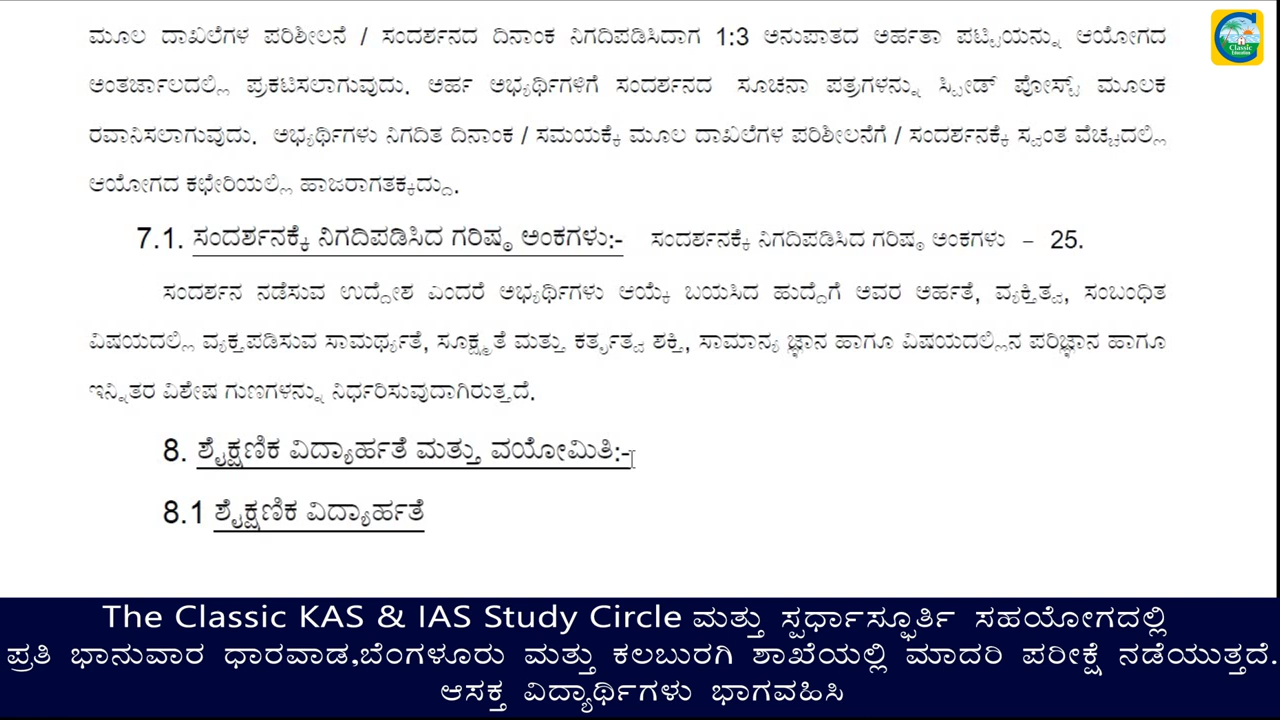 ಮೂಲ ದಾಖಲೆಗಳ ಪರಿಶೀಲನೆ / ಸಂದರ್ಶನದ ದಿನಾಂಕ ನಿಗದಿಪಡಿಸಿದಾಗ 1:3 ಅನುಪಾತದ ಅರ್ಹತಾ ಪಟ್ಟಿಯನ್ನು ಆಯೋಗದ
Classic
Education
ಅಂತರ್ಜಾಲದಲ್ಲಿ ಪ್ರಕಟಿಸಲಾಗುವುದು. ಅರ್ಹ ಅಭ್ಯರ್ಥಿಗಳಿಗೆ ಸಂದರ್ಶನದ ಸೂಚನಾ ಪತ್ರಗಳನ್ನು ಸ್ಪೀಡ್ ಪೋಸ್ಟ್ ಮೂಲಕ
ರವಾನಿಸಲಾಗುವುದು. ಅಭ್ಯರ್ಥಿಗಳು ನಿಗದಿತ ದಿನಾಂಕ / ಸಮಯಕ್ಕೆ ಮೂಲ ದಾಖಲೆಗಳ ಪರಿಶೀಲನೆಗೆ / ಸಂದರ್ಶನಕ್ಕೆ ಸ್ವಂತ ವೆಚ್ಚದಲ್ಲಿ
ಆಯೋಗದ ಕಛೇರಿಯಲ್ಲಿ ಹಾಜರಾಗತಕ್ಕದ್ದು.
7.1. ಸಂದರ್ಶನಕ್ಕೆ ನಿಗದಿಪಡಿಸಿದ ಗರಿಷ್ಠ ಅಂಕಗಳು:- ಸಂದರ್ಶನಕ್ಕೆ ನಿಗದಿಪಡಿಸಿದ ಗರಿಷ್ಠ ಅಂಕಗಳು – 25.
ಸಂದರ್ಶನ ನಡೆಸುವ ಉದ್ದೇಶ ಎಂದರೆ ಅಭ್ಯರ್ಥಿಗಳು ಆಯ್ಕೆ ಬಯಸಿದ ಹುದ್ದೆಗೆ ಅವರ ಅರ್ಹತೆ, ವ್ಯಕ್ತಿತ್ವ, ಸಂಬಂಧಿತ
ವಿಷಯದಲ್ಲಿ ವ್ಯಕ್ತಪಡಿಸುವ ಸಾಮರ್ಥ್ಯತೆ, ಸೂಕ್ಷ್ಮತೆ ಮತ್ತು ಕರ್ತೃತ್ವ ಶಕ್ತಿ, ಸಾಮಾನ್ಯ ಜ್ಞಾನ ಹಾಗೂ ವಿಷಯದಲ್ಲಿನ ಪರಿಜ್ಞಾನ ಹಾಗೂ
ಇನ್ನಿತರ ವಿಶೇಷ ಗುಣಗಳನ್ನು ನಿರ್ಧರಿಸುವುದಾಗಿರುತ್ತದೆ.
8. ಶೈಕ್ಷಣಿಕ ವಿದ್ಯಾರ್ಹತೆ ಮತ್ತು ವಯೋಮಿತಿ:-
8.1 ಶೈಕ್ಷಣಿಕ ವಿದ್ಯಾರ್ಹತೆ
The Classic KAS & IAS Study Circle ಮತ್ತು ಸ್ಪರ್ಧಾಸ್ಫೂರ್ತಿ ಸಹಯೋಗದಲ್ಲಿ
ಪ್ರತಿ ಭಾನುವಾರ ಧಾರವಾಡ,ಬೆಂಗಳೂರು ಮತ್ತು ಕಲಬುರಗಿ ಶಾಖೆಯಲ್ಲಿ ಮಾದರಿ ಪರೀಕ್ಷೆ ನಡೆಯುತ್ತದೆ.
ಆಸಕ್ತ ವಿದ್ಯಾರ್ಥಿಗಳು ಭಾಗವಹಿಸಿ